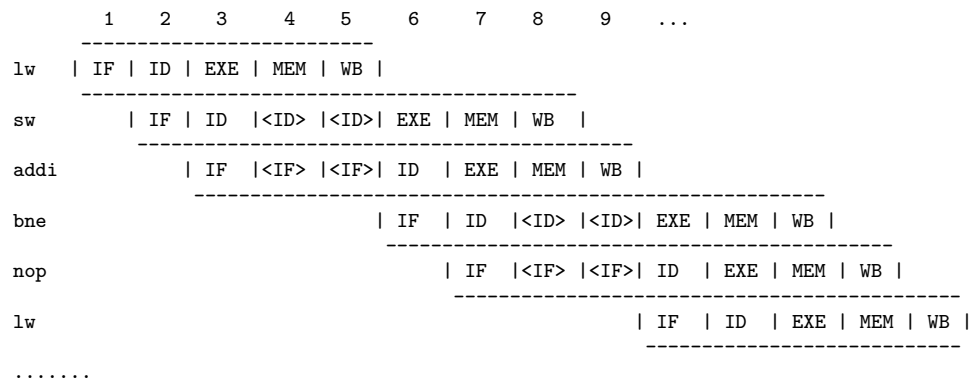 1 2 3 4 5 6 7 8 9 ...
---------------------------
lw | IF | ID | EXE | MEM | WB |
---------------------------------------------
sw | IF | ID |<ID> |<ID>| EXE | MEM | WB |
---------------------------------------------
addi | IF |<IF> |<IF>| ID | EXE | MEM | WB |
---------------------------------------------------------
bne | IF | ID |<ID> |<ID>| EXE | MEM | WB |
---------------------------------------------
nop | IF |<IF> |<IF>| ID | EXE | MEM | WB |
---------------------------------------------
lw | IF | ID | EXE | MEM | WB |
----------------------------
.......